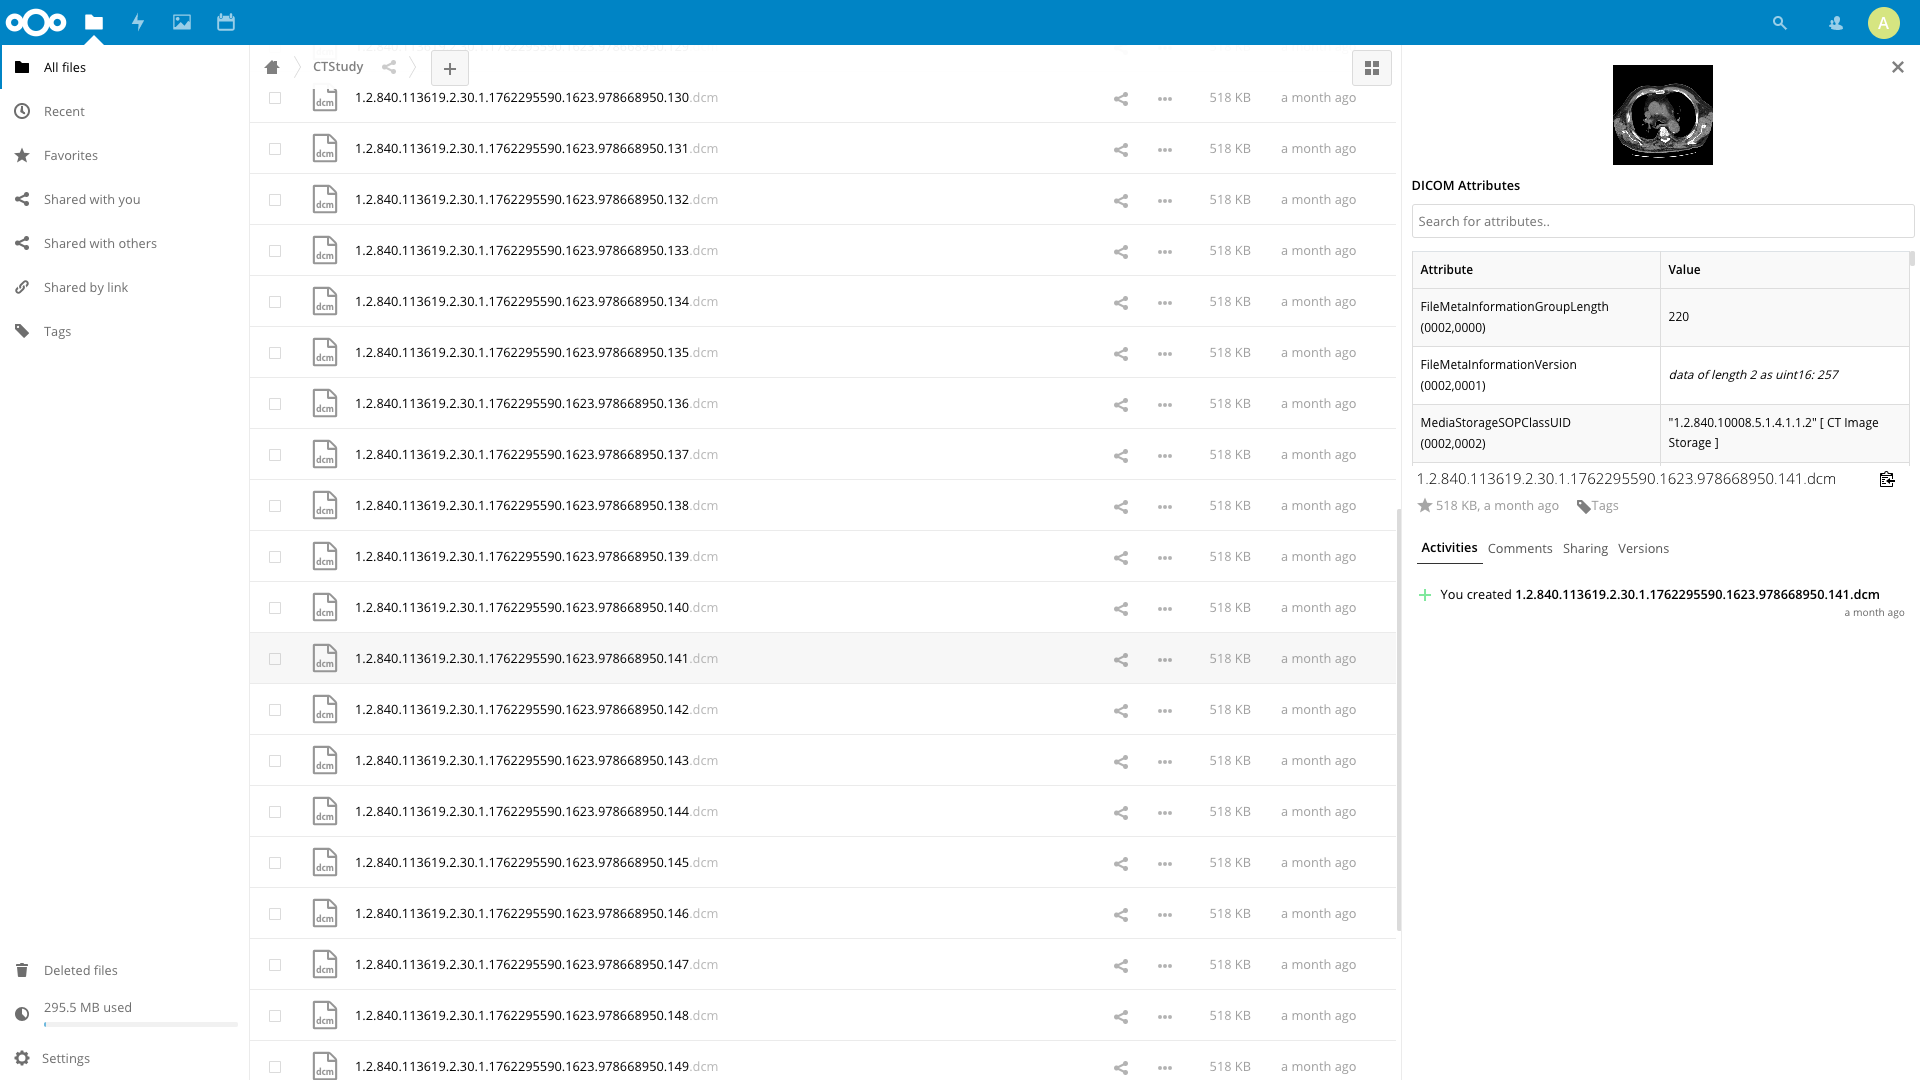 A
All files
Recent
Favorites
Shared with you
Shared with others
Shared by link
Tags
Deleted files
295.5 MB used
Settings
CTStudy
+
dcm 1.2.840.113619.2.30.1.1762295590.1623.978668950.130.dcm 518 KB a month ago
dcm 1.2.840.113619.2.30.1.1762295590.1623.978668950.131.dcm 518 KB a month ago
dcm 1.2.840.113619.2.30.1.1762295590.1623.978668950.132.dcm 518 KB a month ago
dcm 1.2.840.113619.2.30.1.1762295590.1623.978668950.133.dcm 518 KB a month ago
dcm 1.2.840.113619.2.30.1.1762295590.1623.978668950.134.dcm 518 KB a month ago
dcm 1.2.840.113619.2.30.1.1762295590.1623.978668950.135.dcm 518 KB a month ago
dcm 1.2.840.113619.2.30.1.1762295590.1623.978668950.136.dcm 518 KB a month ago
dcm 1.2.840.113619.2.30.1.1762295590.1623.978668950.137.dcm 518 KB a month ago
dcm 1.2.840.113619.2.30.1.1762295590.1623.978668950.138.dcm 518 KB a month ago
dcm 1.2.840.113619.2.30.1.1762295590.1623.978668950.139.dcm 518 KB a month ago
dcm 1.2.840.113619.2.30.1.1762295590.1623.978668950.140.dcm 518 KB a month ago
dcm 1.2.840.113619.2.30.1.1762295590.1623.978668950.141.dcm 518 KB a month ago
dcm 1.2.840.113619.2.30.1.1762295590.1623.978668950.142.dcm 518 KB a month ago
dcm 1.2.840.113619.2.30.1.1762295590.1623.978668950.143.dcm 518 KB a month ago
dcm 1.2.840.113619.2.30.1.1762295590.1623.978668950.144.dcm 518 KB a month ago
dcm 1.2.840.113619.2.30.1.1762295590.1623.978668950.145.dcm 518 KB a month ago
dcm 1.2.840.113619.2.30.1.1762295590.1623.978668950.146.dcm 518 KB a month ago
dcm 1.2.840.113619.2.30.1.1762295590.1623.978668950.147.dcm 518 KB a month ago
dcm 1.2.840.113619.2.30.1.1762295590.1623.978668950.148.dcm 518 KB a month ago
dcm 1.2.840.113619.2.30.1.1762295590.1623.978668950.149.dcm 518 KB a month ago
DICOM Attributes
Search for attributes..
Attribute Value
FileMetaInformationGroupLength
(0002,0000)
220
FileMetaInformationVersion
(0002,0001)
data of length 2 as uint16: 257
MediaStorageSOPClassUID
(0002,0002)
"1.2.840.10008.5.1.4.1.1.2" [ CT Image
Storage ]
1.2.840.113619.2.30.1.1762295590.1623.978668950.141.dcm
518 KB, a month ago Tags
Activities Comments Sharing Versions
You created 1.2.840.113619.2.30.1.1762295590.1623.978668950.141.dcm
a month ago